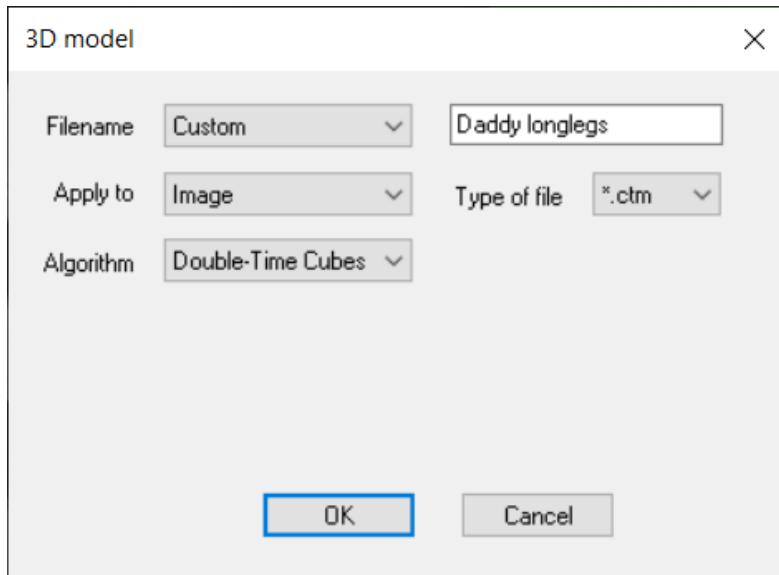 3D model
Filename Custom Daddy longlegs
Apply to Image Type of file *.ctm
Algorithm Double-Time Cubes
OK Cancel